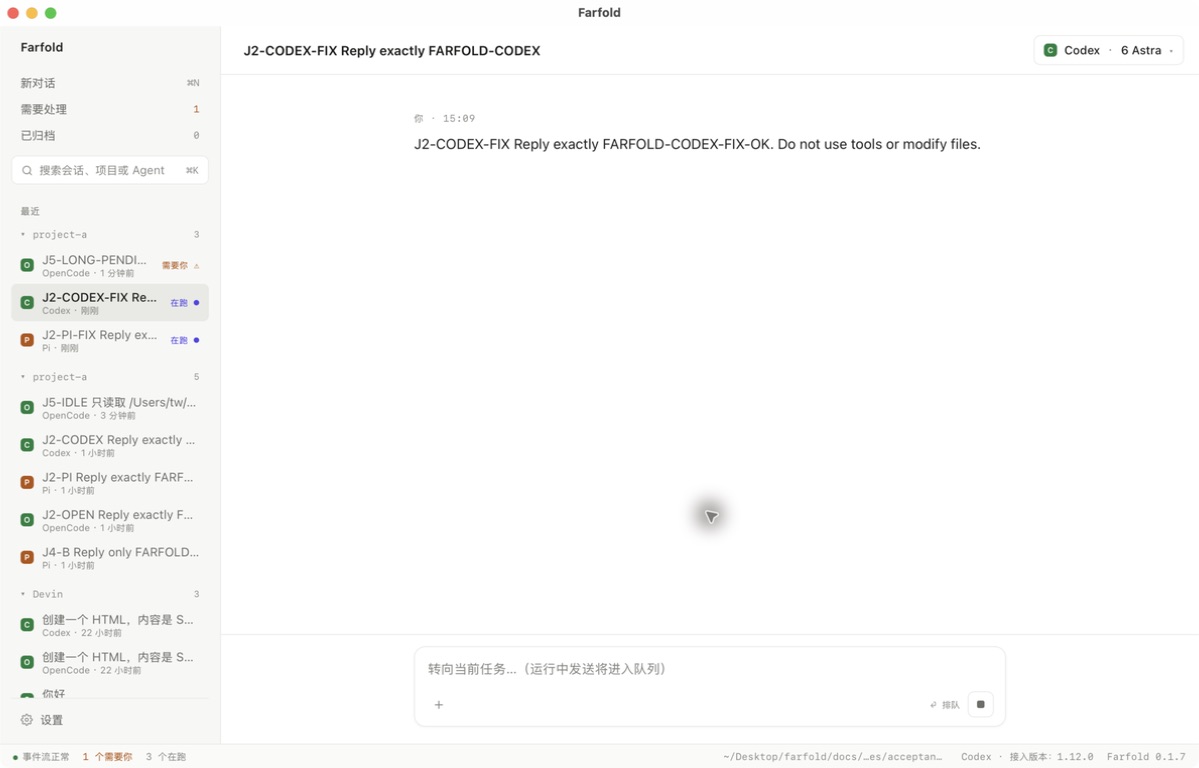 Farfold
Farfold
新对话 ⌘N
需要处理 1
已归档 0
搜索会话、项目或 Agent ⌘K
最近
project-a 3
J5-LONG-PENDI... 需要你
OpenCode · 1 分钟前
J2-CODEX-FIX Re... 在跑
Codex · 刚刚
J2-PI-FIX Reply ex... 在跑
Pi · 刚刚
project-a 5
J5-IDLE 只读取 /Users/tw/...
OpenCode · 3 分钟前
J2-CODEX Reply exactly ...
Codex · 1 小时前
J2-PI Reply exactly FARF...
Pi · 1 小时前
J2-OPEN Reply exactly F...
OpenCode · 1 小时前
J4-B Reply only FARFOLD...
Pi · 1 小时前
Devin 3
创建一个 HTML，内容是 S...
Codex · 22 小时前
创建一个 HTML，内容是 S...
OpenCode · 22 小时前
你好
设置
J2-CODEX-FIX Reply exactly FARFOLD-CODEX
C Codex · 6 Astra
你 · 15:09
J2-CODEX-FIX Reply exactly FARFOLD-CODEX-FIX-OK. Do not use tools or modify files.
转向当前任务...（运行中发送将进入队列）
+ ⏎ 排队
事件流正常 1 个需要你 3 个在跑
~/Desktop/farfold/docs/…es/acceptan… Codex · 接入版本: 1.12.0 Farfold 0.1.7